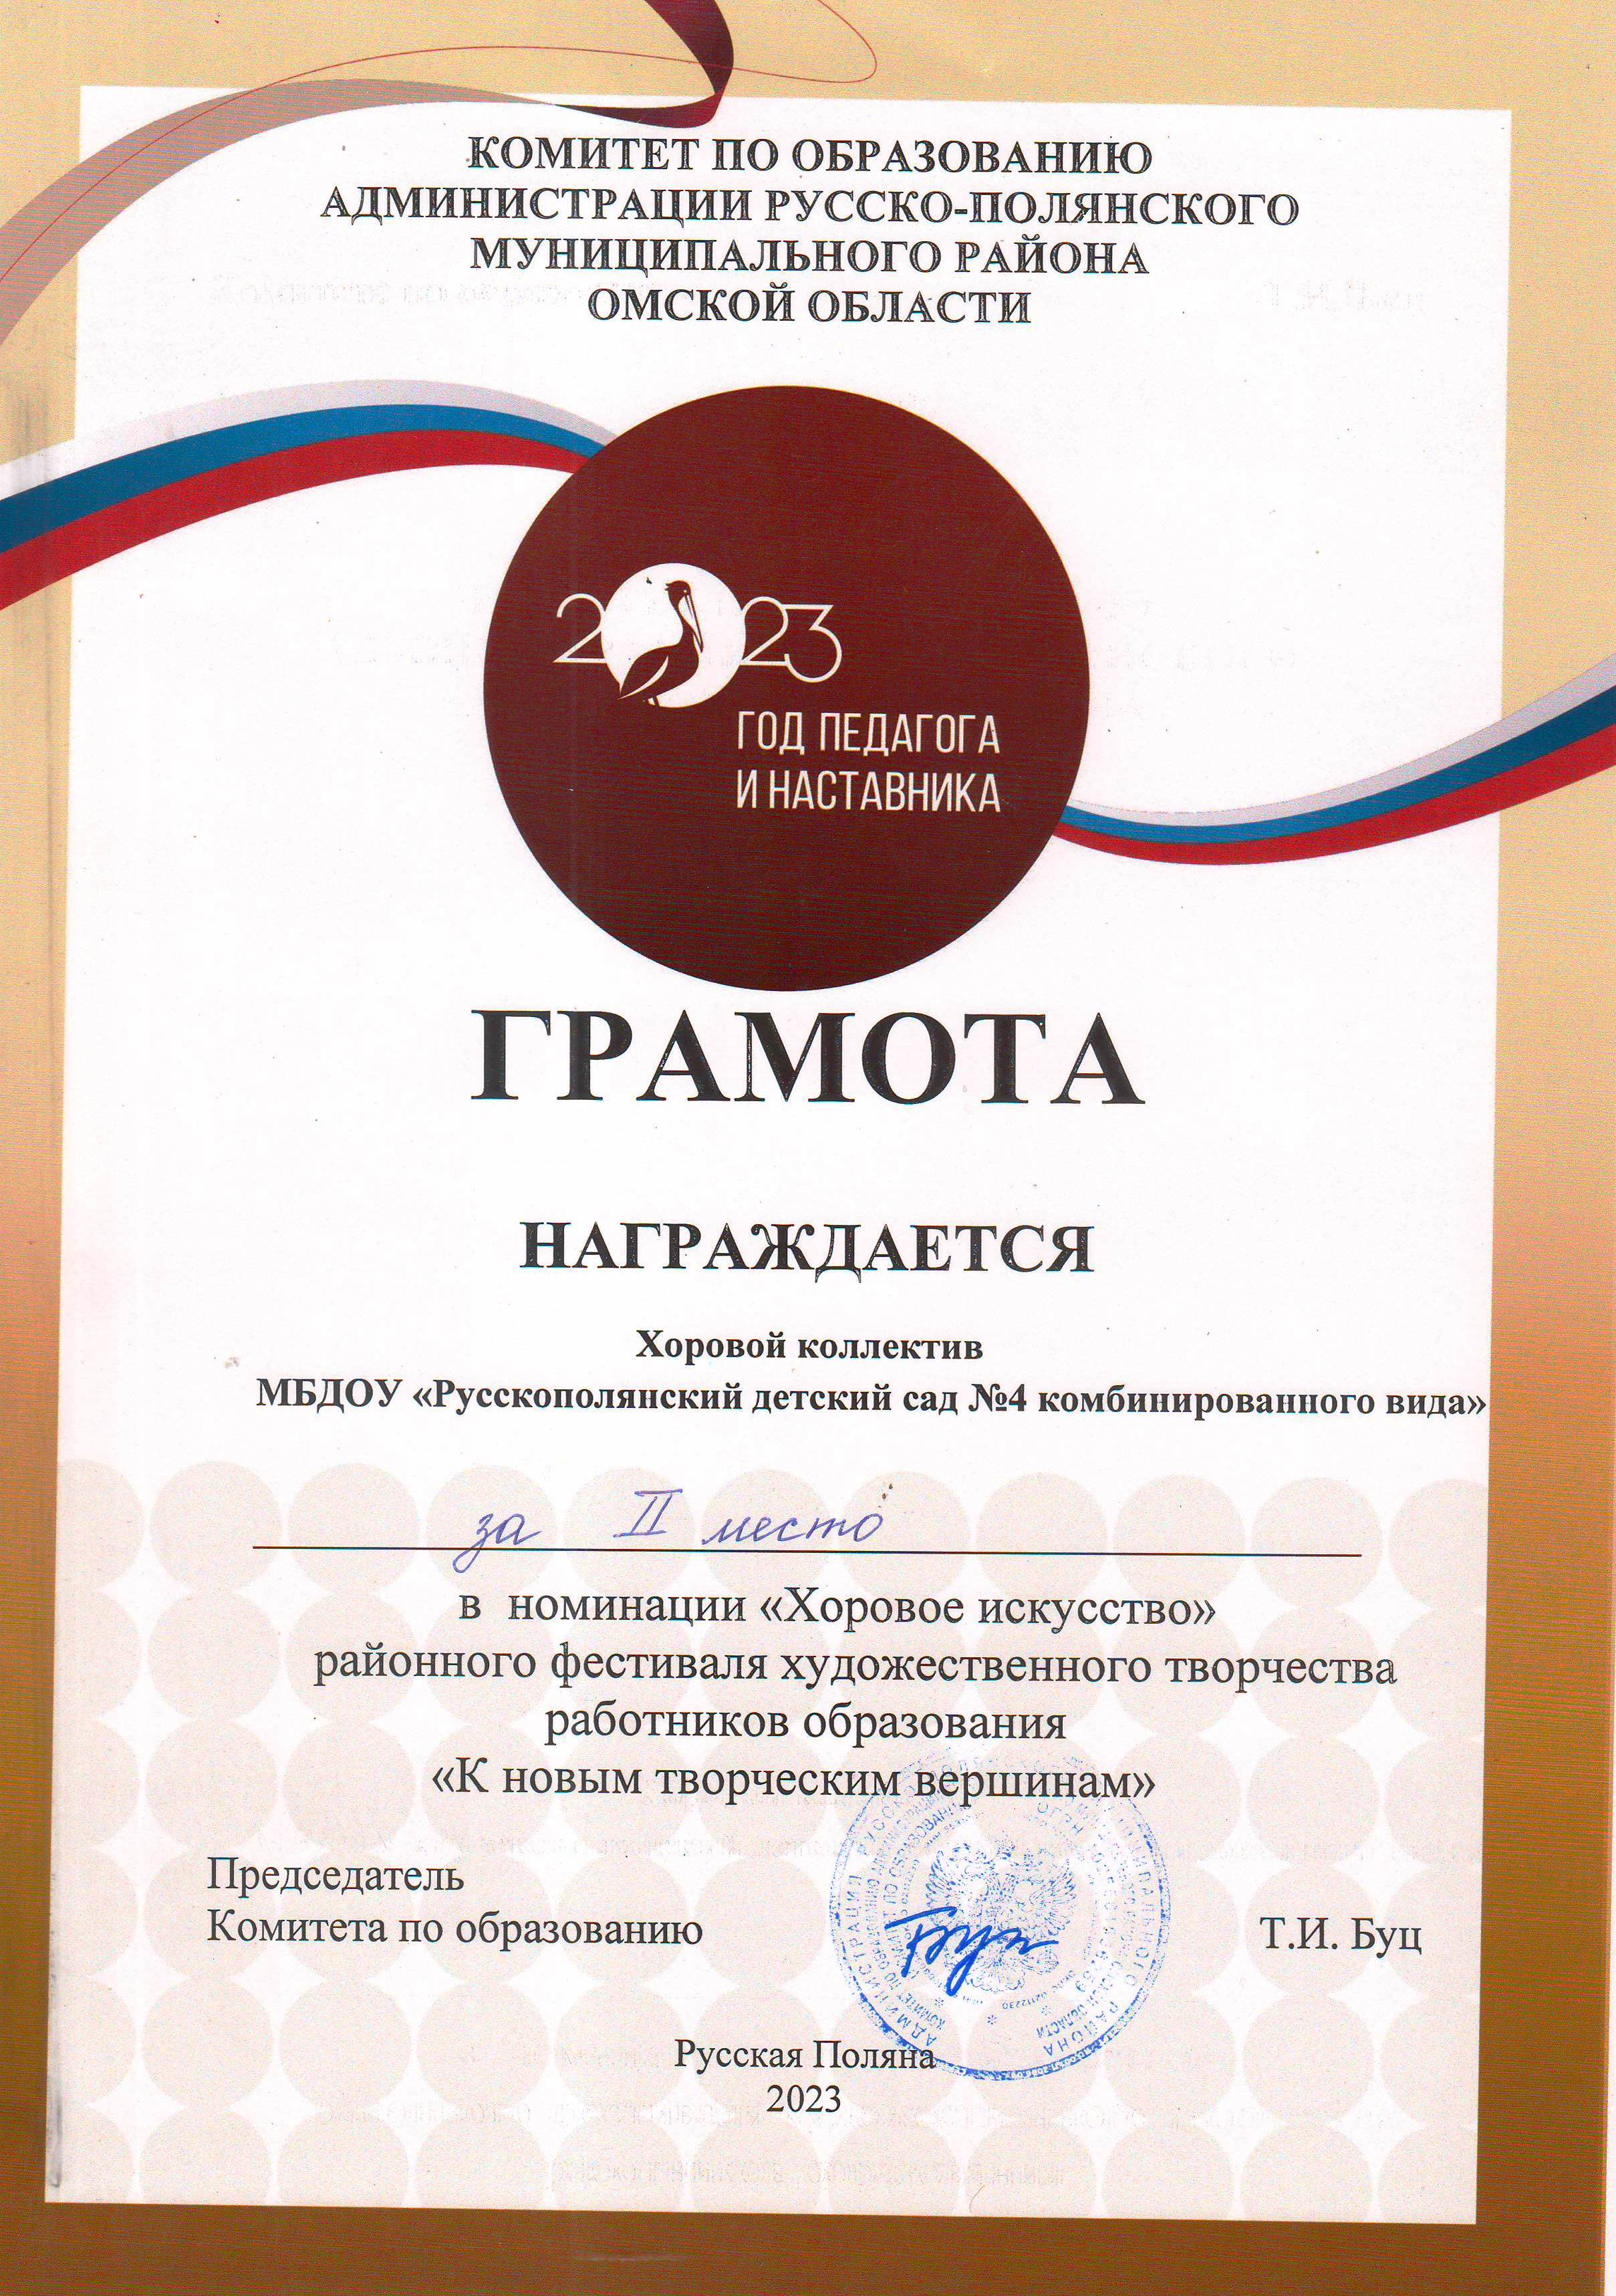 КОМИТЕТ ПО ОБРАЗОВАНИЮ
АДМИНИСТРАЦИИ РУССКО-ПОЛЯНСКОГО
МУНИЦИПАЛЬНОГО РАЙОНА
ОМСКОЙ ОБЛАСТИ
2023
ГОД ПЕДАГОГА
И НАСТАВНИКА
ГРАМОТА
НАГРАЖДАЕТСЯ
Хоровой коллектив
МБДОУ «Русскополянский детский сад №4 комбинированного вида»
за II место
в номинации «Хоровое искусство»
районного фестиваля художественного творчества
работников образования
«К новым творческим вершинам»
Председатель
Комитета по образованию
Т.И. Буц
Русская Поляна
2023